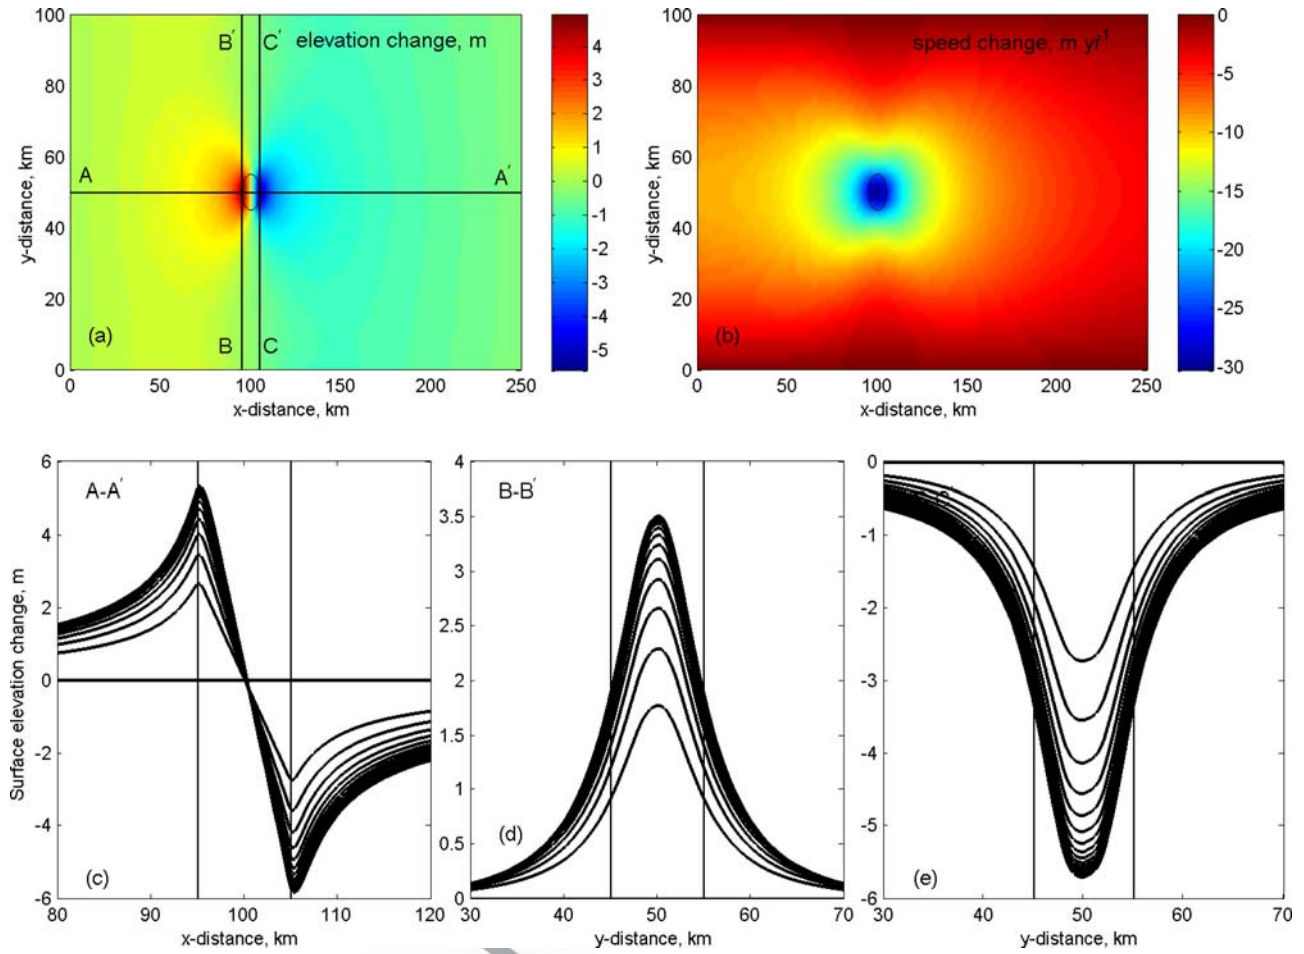 100
80
60
40
20
0
y-distance, km
B′ C′ elevation change, m
A A′
(a) B C
0 50 100 150 200 250
x-distance, km
4
3
2
1
0
-1
-2
-3
-4
-5
100
80
60
40
20
0
y-distance, km
speed change, m yr-1
(b)
0 50 100 150 200 250
x-distance, km
0
-5
-10
-15
-20
-25
-30
6
4
2
0
-2
-4
-6
Surface elevation change, m
A-A′
(c)
80 90 100 110 120
x-distance, km
4
3.5
3
2.5
2
1.5
1
0.5
0
B-B′
(d)
30 40 50 60 70
y-distance, km
0
-1
-2
-3
-4
-5
-6
(e)
30 40 50 60 70
y-distance, km